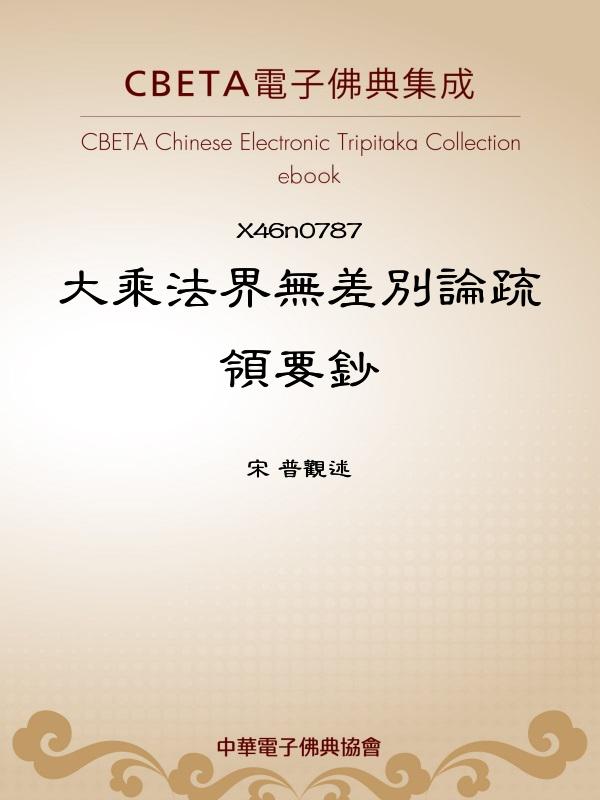 CBETA電子佛典集成
CBETA Chinese Electronic Tripitaka Collection
ebook
X46n0787
大乘法界無差別論疏
領要鈔
宋 普觀述
中華電子佛典協會